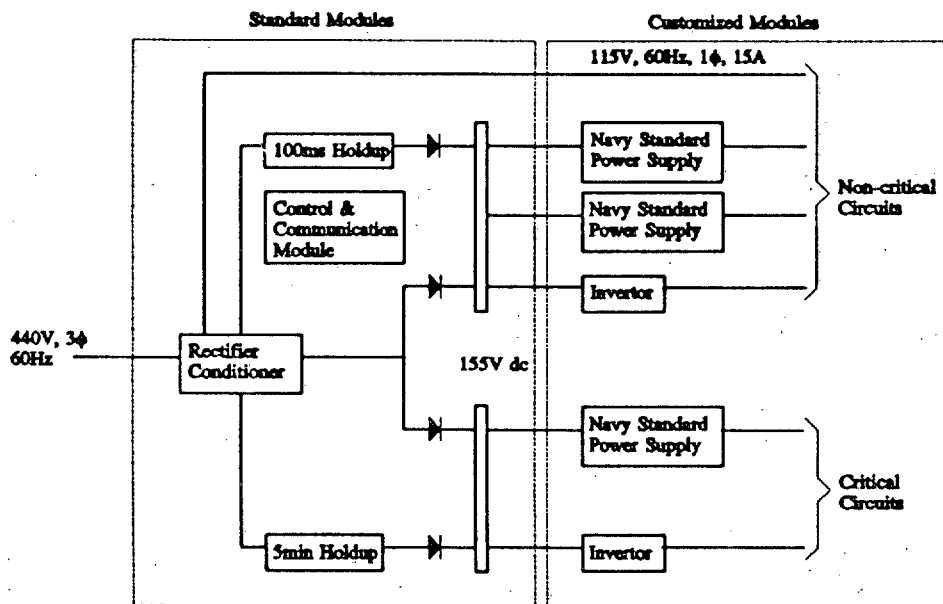 Standard Modules
Customized Modules
115V, 60Hz, 1ϕ, 15A
100ms Holdup
Navy Standard
Power Supply
Control &
Communication
Module
Navy Standard
Power Supply
Non-critical
Circuits
Invertor
440V, 3ϕ
60Hz
Rectifier
Conditioner
155V dc
Navy Standard
Power Supply
Critical
Circuits
5min Holdup
Invertor